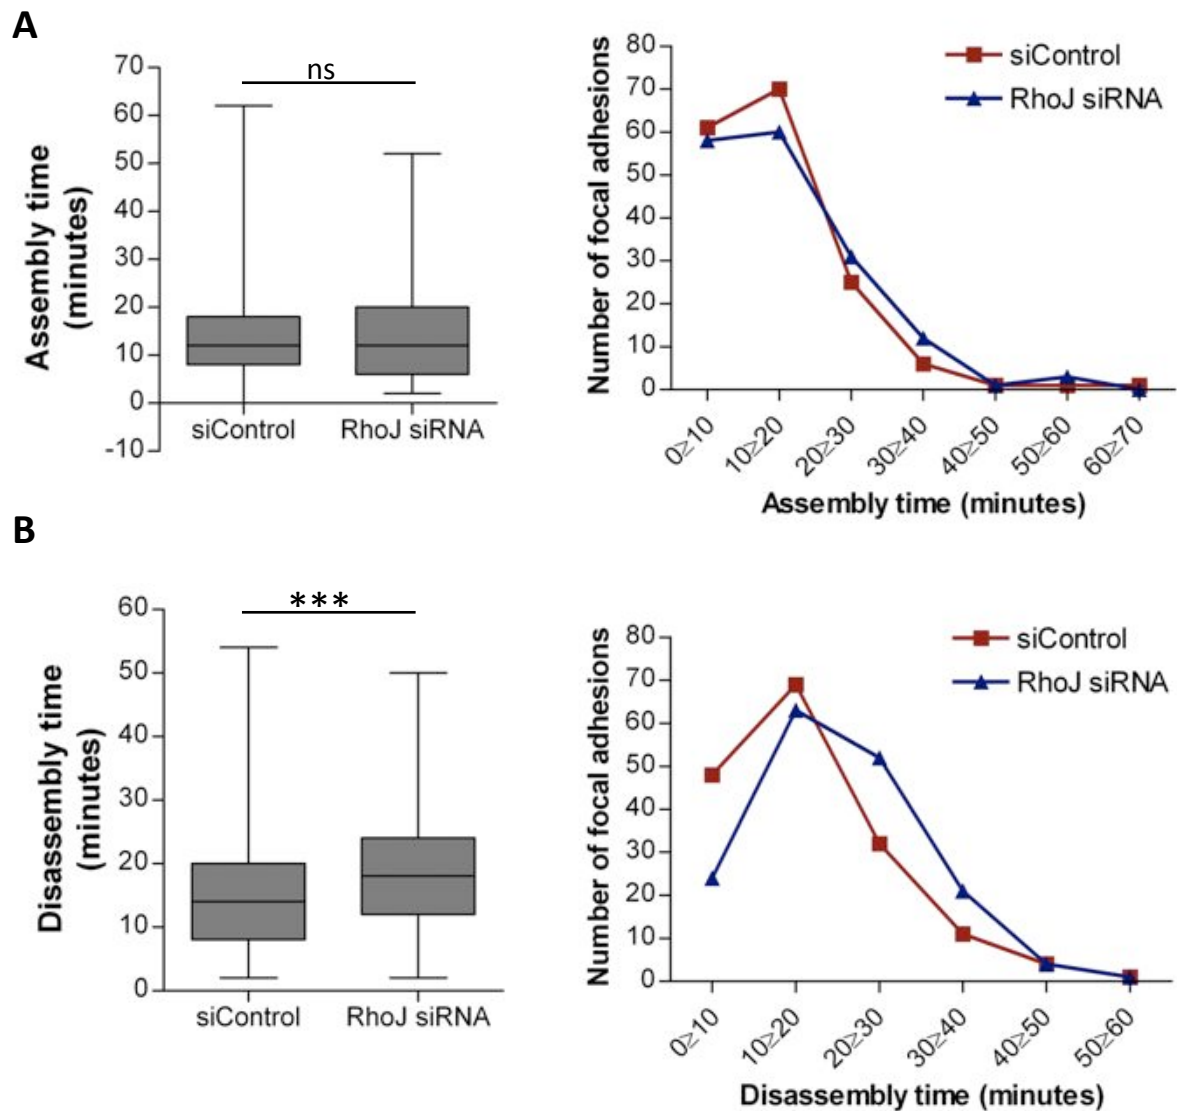 A
ns
Assembly time
(minutes)
70
60
50
40
30
20
10
0
-10
siControl
RhoJ siRNA
siControl
RhoJ siRNA
Number of focal adhesions
80
70
60
50
40
30
20
10
0
0≥10
10≥20
20≥30
30≥40
40≥50
50≥60
60≥70
Assembly time (minutes)
B
***
Disassembly time
(minutes)
60
50
40
30
20
10
0
siControl
RhoJ siRNA
siControl
RhoJ siRNA
Number of focal adhesions
80
70
60
50
40
30
20
10
0
0≥10
10≥20
20≥30
30≥40
40≥50
50≥60
Disassembly time (minutes)